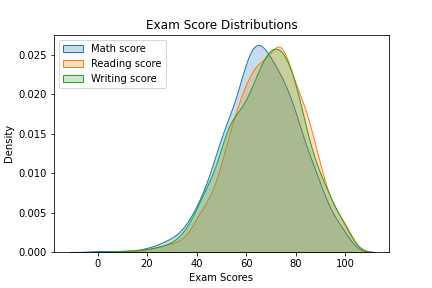 Exam Score Distributions
Math score
Reading score
Writing score
0.025
0.020
0.015
0.010
0.005
0.000
Density
0 20 40 60 80 100
Exam Scores